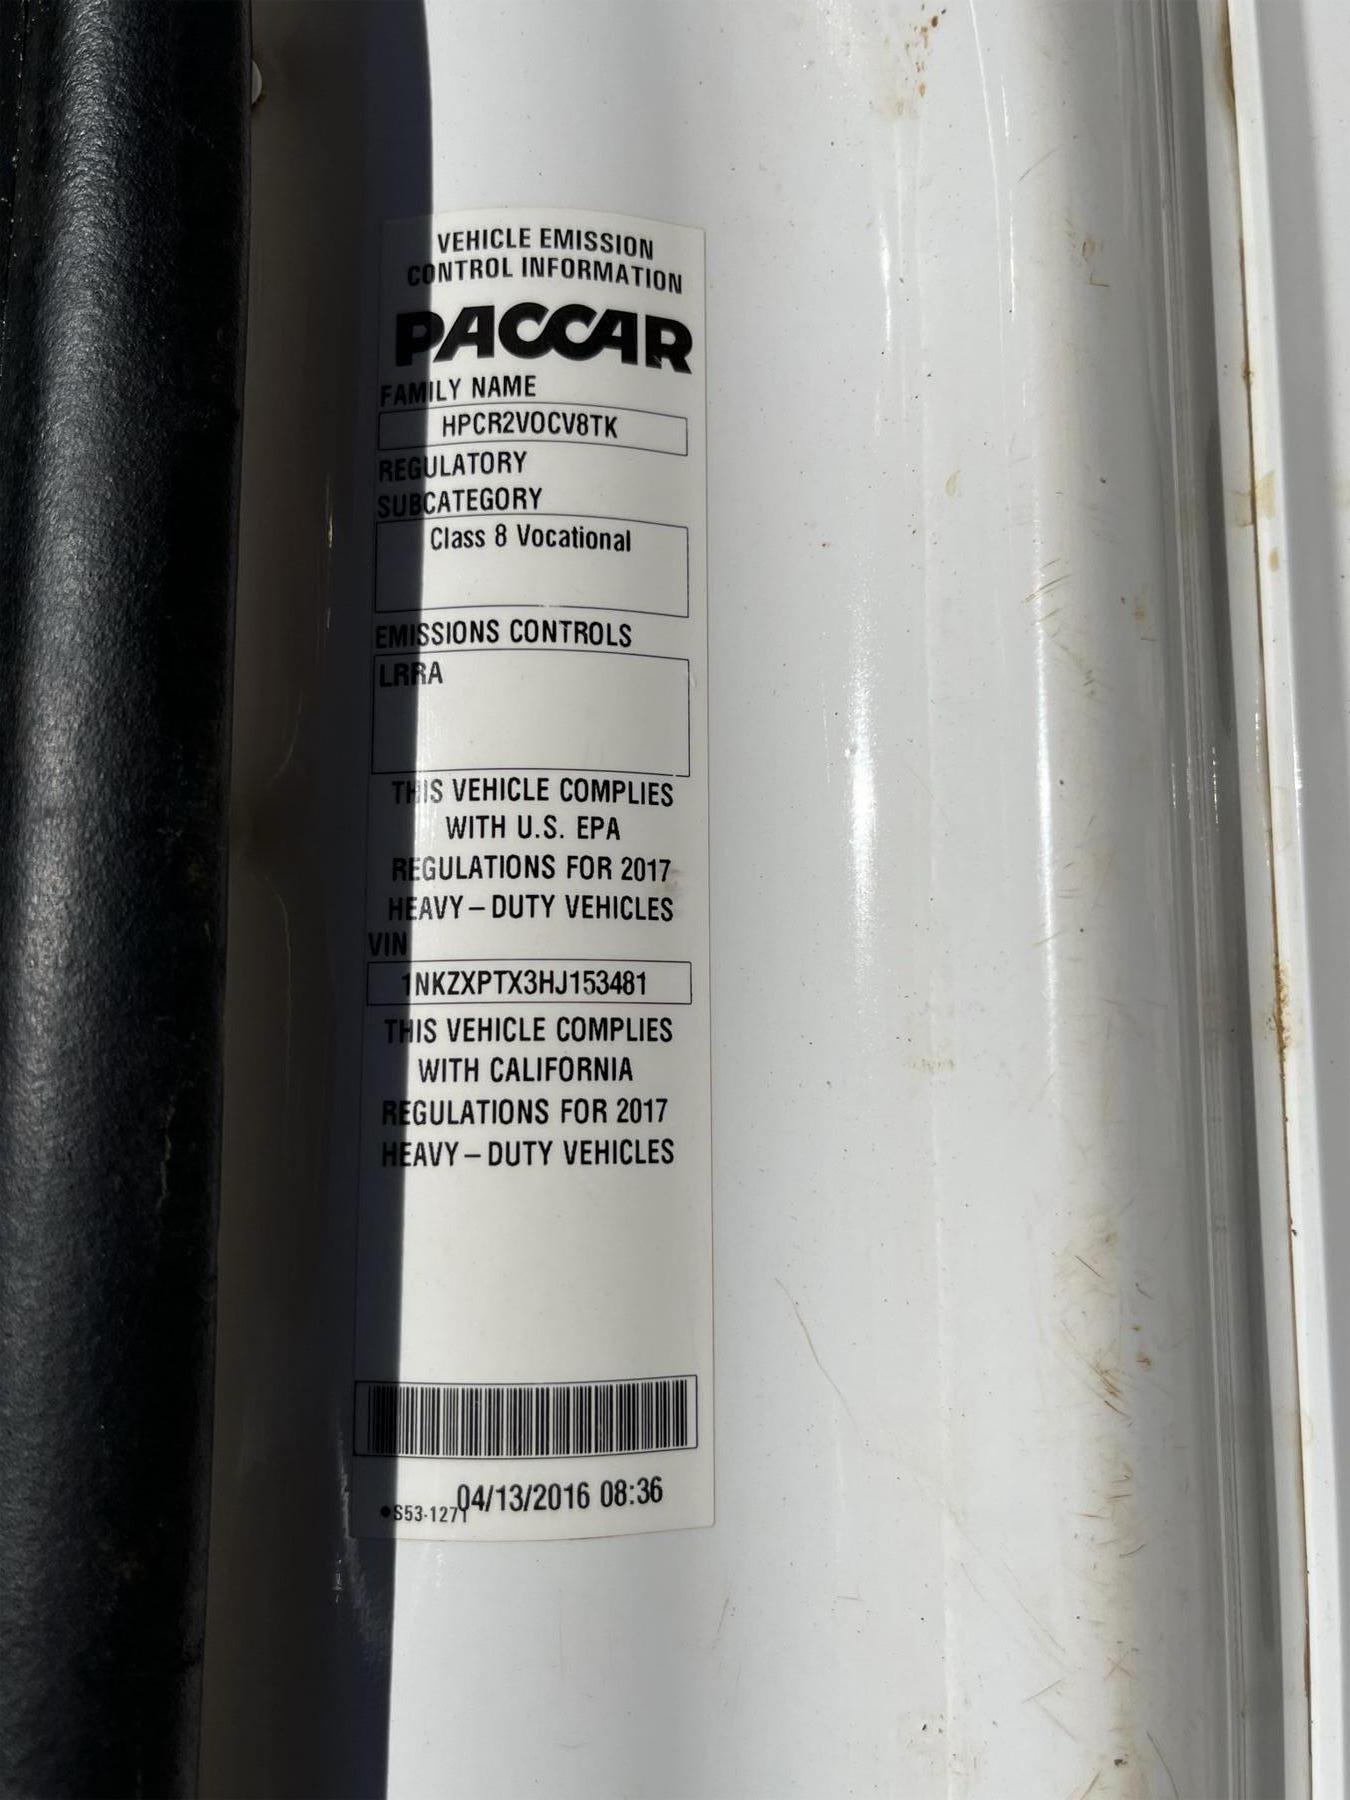 VEHICLE EMISSION
CONTROL INFORMATION
PACCAR
FAMILY NAME
HPCR2VOCV8TK
REGULATORY
SUBCATEGORY
Class 8 Vocational
EMISSIONS CONTROLS
LRRA
THIS VEHICLE COMPLIES
WITH U.S. EPA
REGULATIONS FOR 2017
HEAVY-DUTY VEHICLES
VIN
1NKZXPTX3HJ153481
THIS VEHICLE COMPLIES
WITH CALIFORNIA
REGULATIONS FOR 2017
HEAVY-DUTY VEHICLES
04/13/2016 08:36
•S53-1271